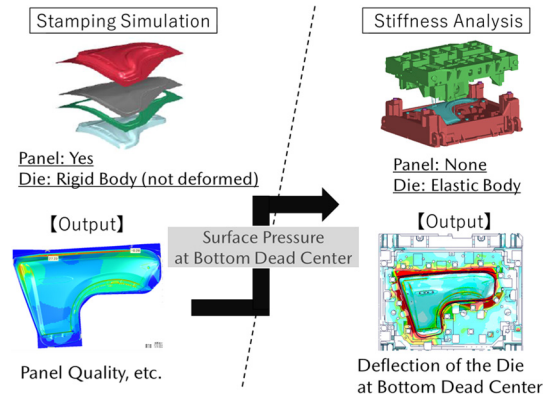 Stamping Simulation
Panel: Yes
Die: Rigid Body (not deformed)
【Output】
Panel Quality, etc.
Surface Pressure
at Bottom Dead Center
Stiffness Analysis
Panel: None
Die: Elastic Body
【Output】
Deflection of the Die
at Bottom Dead Center